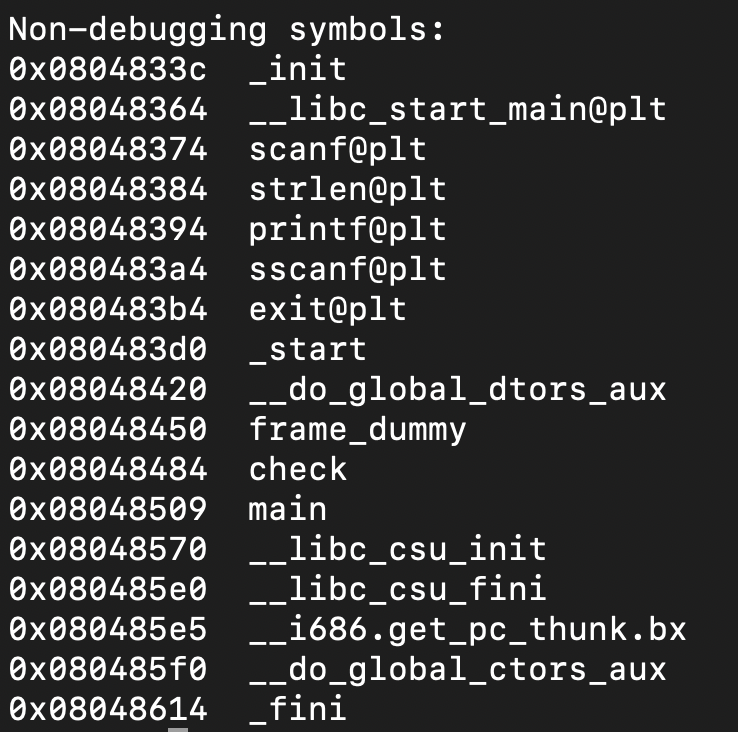 Non-debugging symbols:
0x0804833c  _init
0x08048364  __libc_start_main@plt
0x08048374  scanf@plt
0x08048384  strlen@plt
0x08048394  printf@plt
0x080483a4  sscanf@plt
0x080483b4  exit@plt
0x080483d0  _start
0x08048420  __do_global_dtors_aux
0x08048450  frame_dummy
0x08048484  check
0x08048509  main
0x08048570  __libc_csu_init
0x080485e0  __libc_csu_fini
0x080485e5  __i686.get_pc_thunk.bx
0x080485f0  __do_global_ctors_aux
0x08048614  _fini